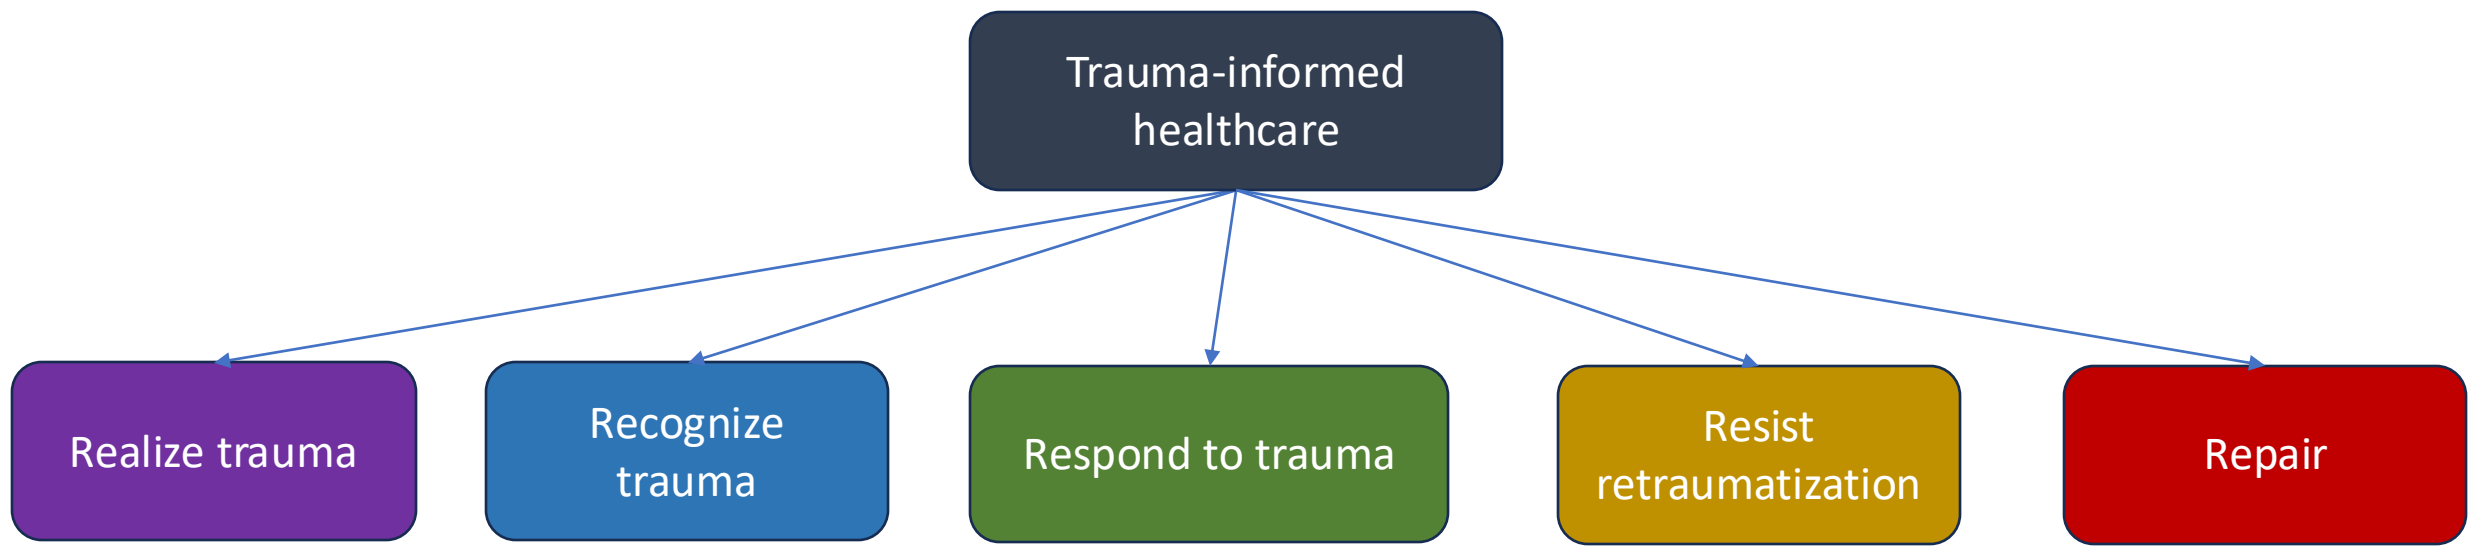 Trauma-informed
healthcare
Realize trauma
Recognize
trauma
Respond to trauma
Resist
retraumatization
Repair